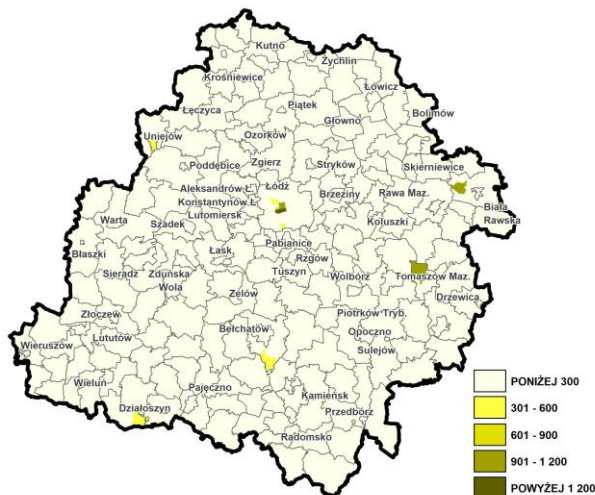 Kutno
Żychlin
Krośniewice
Łowicz
Łęczyca
Piątek
Bolimów
Głowno
Uniejów
Ozorków
Skierniewice
Poddębice
Zgierz
Stryków
Aleksandrów Ł.
Łódź
Brzeziny
Rawa Maz.
Biała
Rawska
Konstantynów Ł.
Lutomiersk
Warta
Szadek
Koluszki
Pabianice
Błaszki
Łask
Rzgów
Sieradz
Zduńska
Wola
Tuszyn
Wolbórz
Tomaszów Maz.
Zelów
Drzewica
Złoczew
Piotrków Tryb.
Bełchatów
Opoczno
Lututów
Wieruszów
Sulejów
Wieluń
Pajęczno
Kamieńsk
Działoszyn
Przedbórz
Radomsko
PONIŻEJ 300
301 - 600
601 - 900
901 - 1 200
POWYŻEJ 1 200